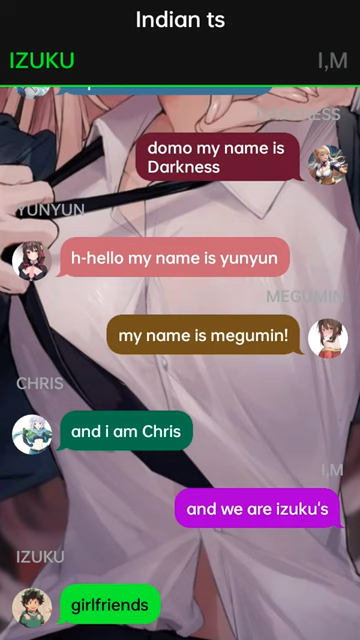 Indian ts
IZUKU
I,M
DARKNESS
domo my name is
Darkness
YUNYUN
h-hello my name is yunyun
MEGUMIN
my name is megumin!
CHRIS
and i am Chris
I,M
and we are izuku's
IZUKU
girlfriends